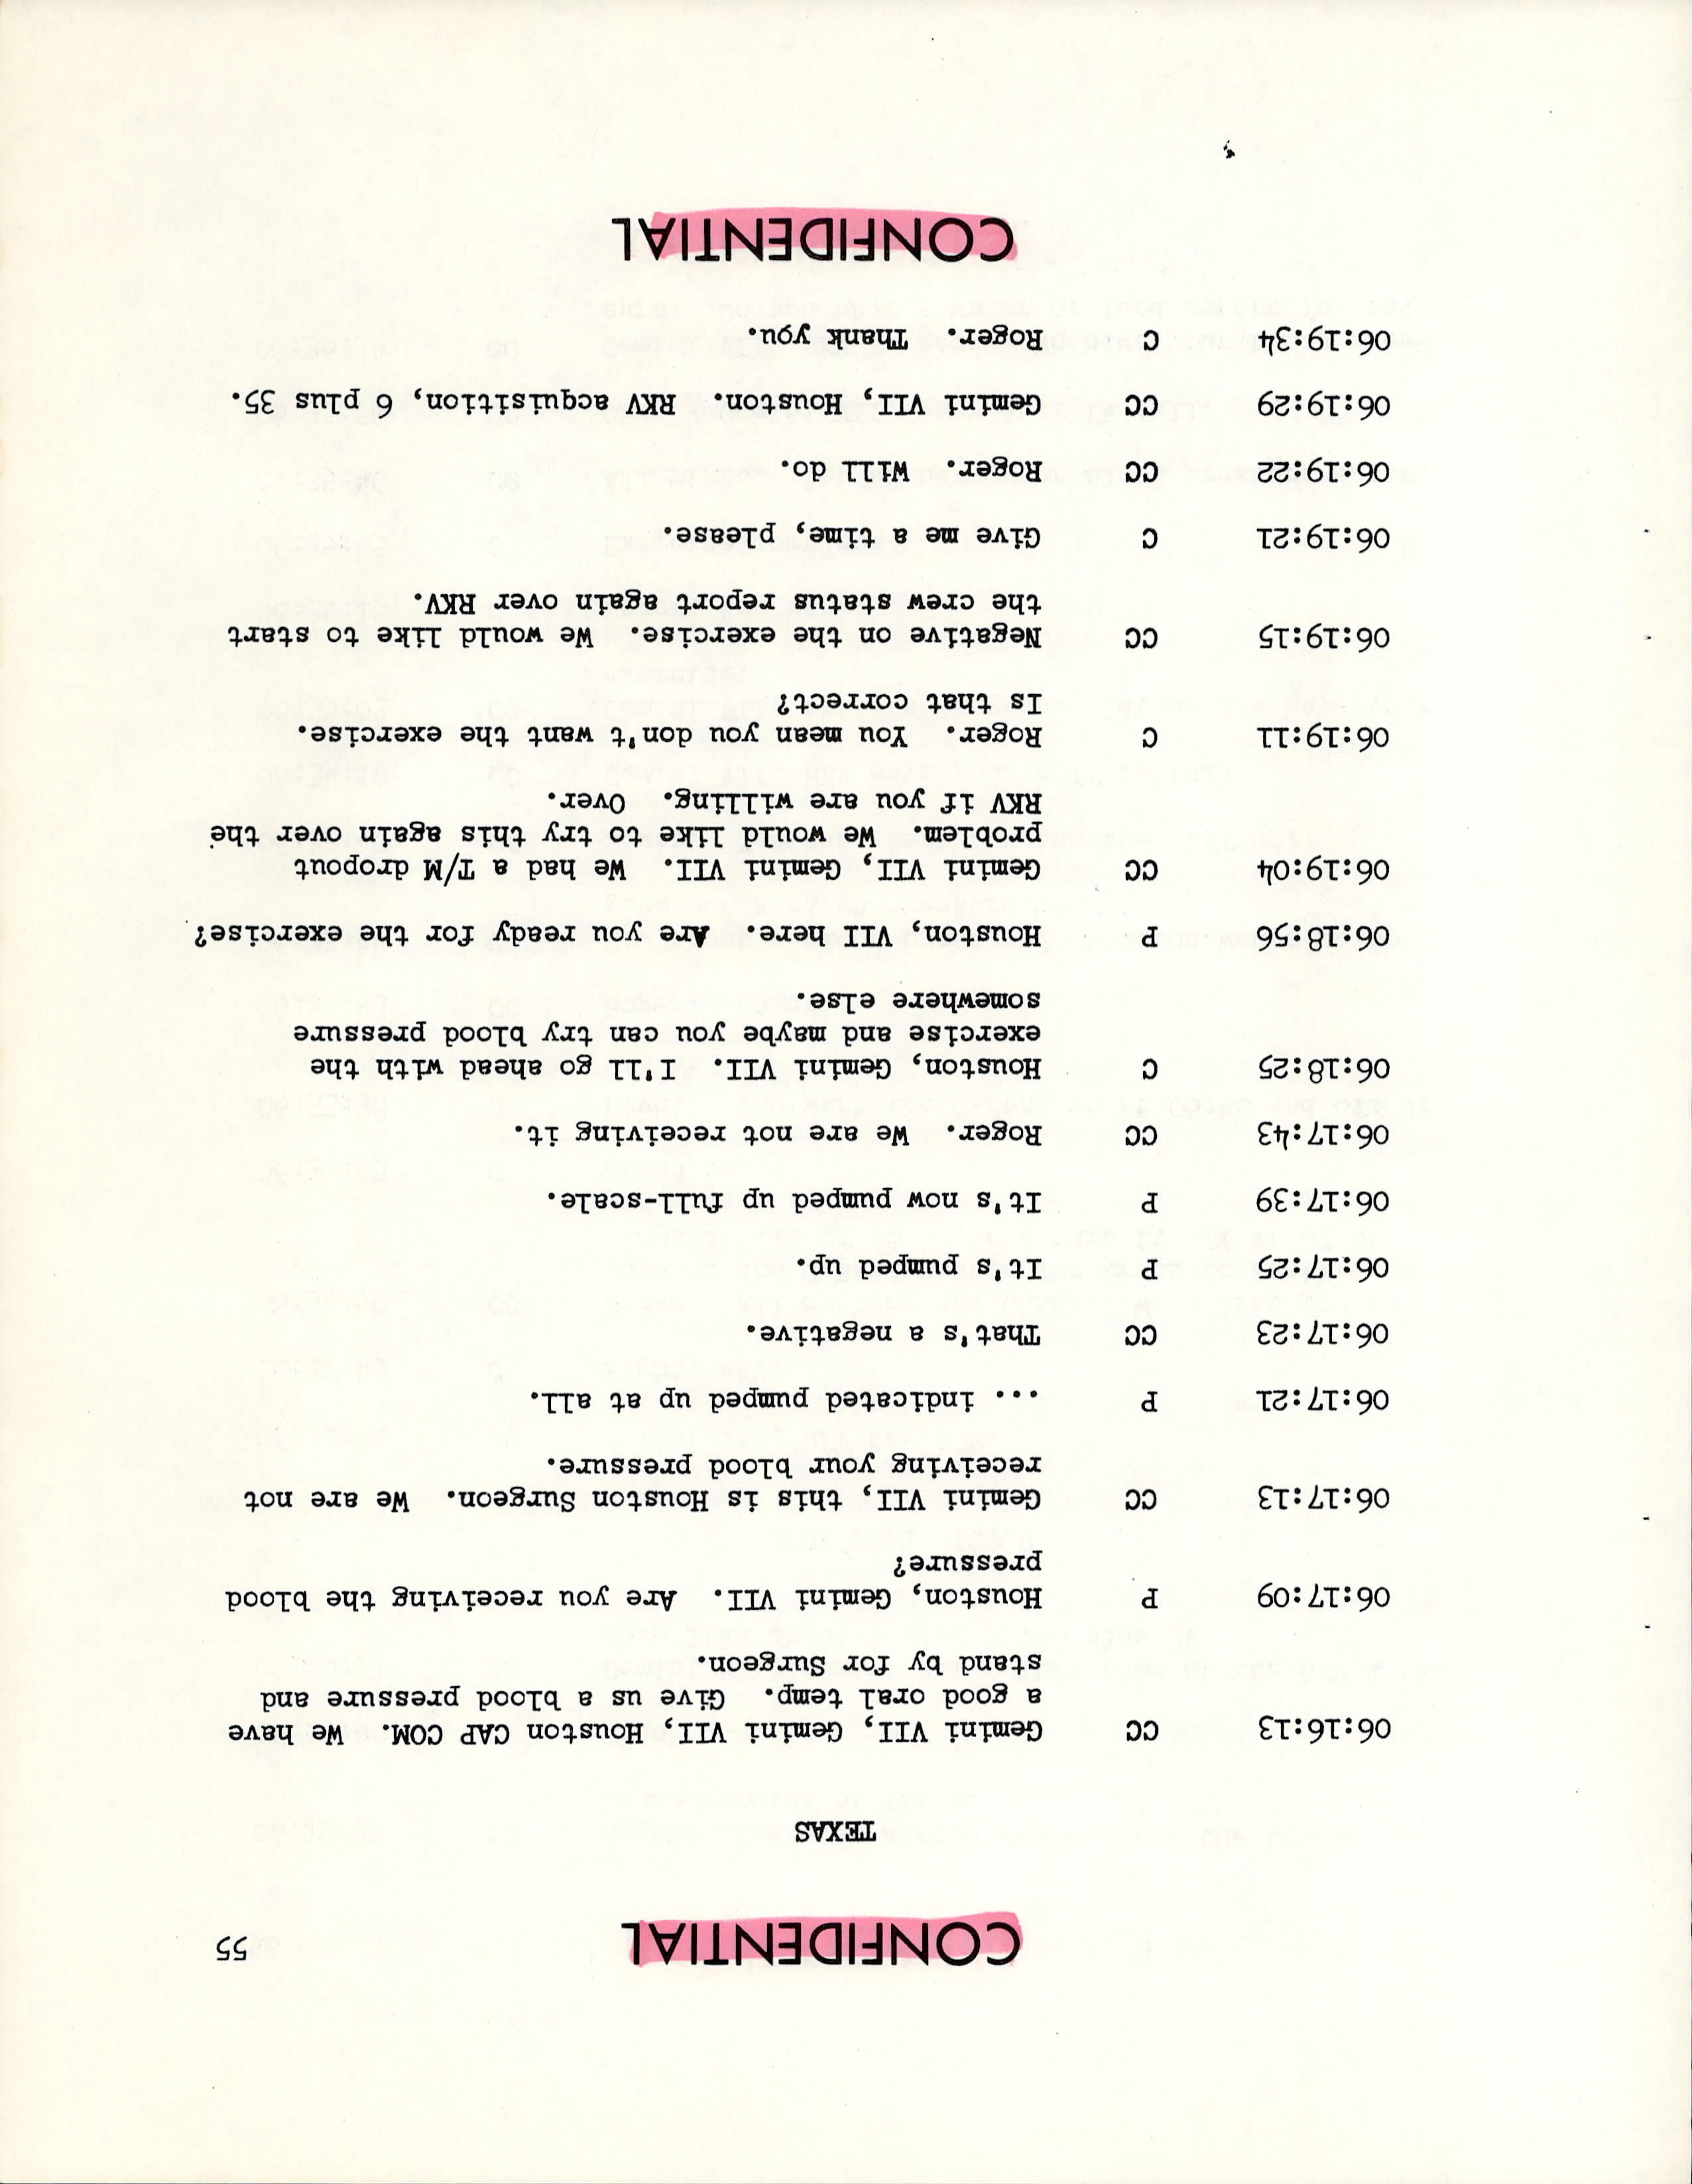 CONFIDENTIAL 55
TEXAS
06:16:13 CC Gemini VII, Gemini VII, Houston CAP COM. We have
a good oral temp. Give us a blood pressure and
stand by for Surgeon.
06:17:09 P Houston, Gemini VII. Are you receiving the blood
pressure?
06:17:13 CC Gemini VII, this is Houston Surgeon. We are not
receiving your blood pressure.
06:17:21 P ... indicated pumped up at all.
06:17:23 CC That's a negative.
06:17:25 P It's pumped up.
06:17:39 P It's now pumped up full-scale.
06:17:43 CC Roger. We are not receiving it.
06:18:25 C Houston, Gemini VII. I'll go ahead with the
exercise and maybe you can try blood pressure
somewhere else.
06:18:56 P Houston, VII here. Are you ready for the exercise?
06:19:04 CC Gemini VII, Gemini VII. We had a T/M dropout
problem. We would like to try this again over the
RKV if you are willing. Over.
06:19:11 C Roger. You mean you don't want the exercise.
Is that correct?
06:19:15 CC Negative on the exercise. We would like to start
the crew status report again over RKV.
06:19:21 C Give me a time, please.
06:19:22 CC Roger. Will do.
06:19:29 CC Gemini VII, Houston. RKV acquisition, 6 plus 35.
06:19:34 C Roger. Thank you.
CONFIDENTIAL